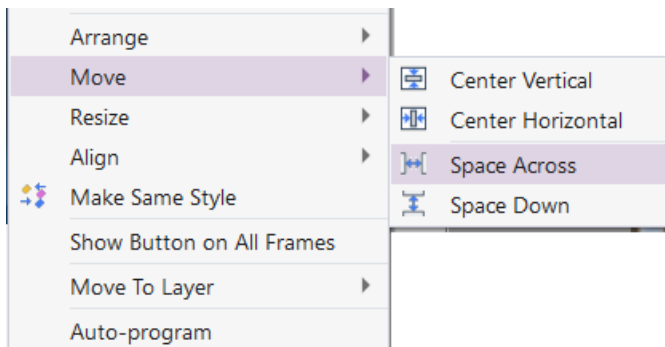 Arrange
Move
Resize
Align
Make Same Style
Show Button on All Frames
Move To Layer
Auto-program
Center Vertical
Center Horizontal
Space Across
Space Down